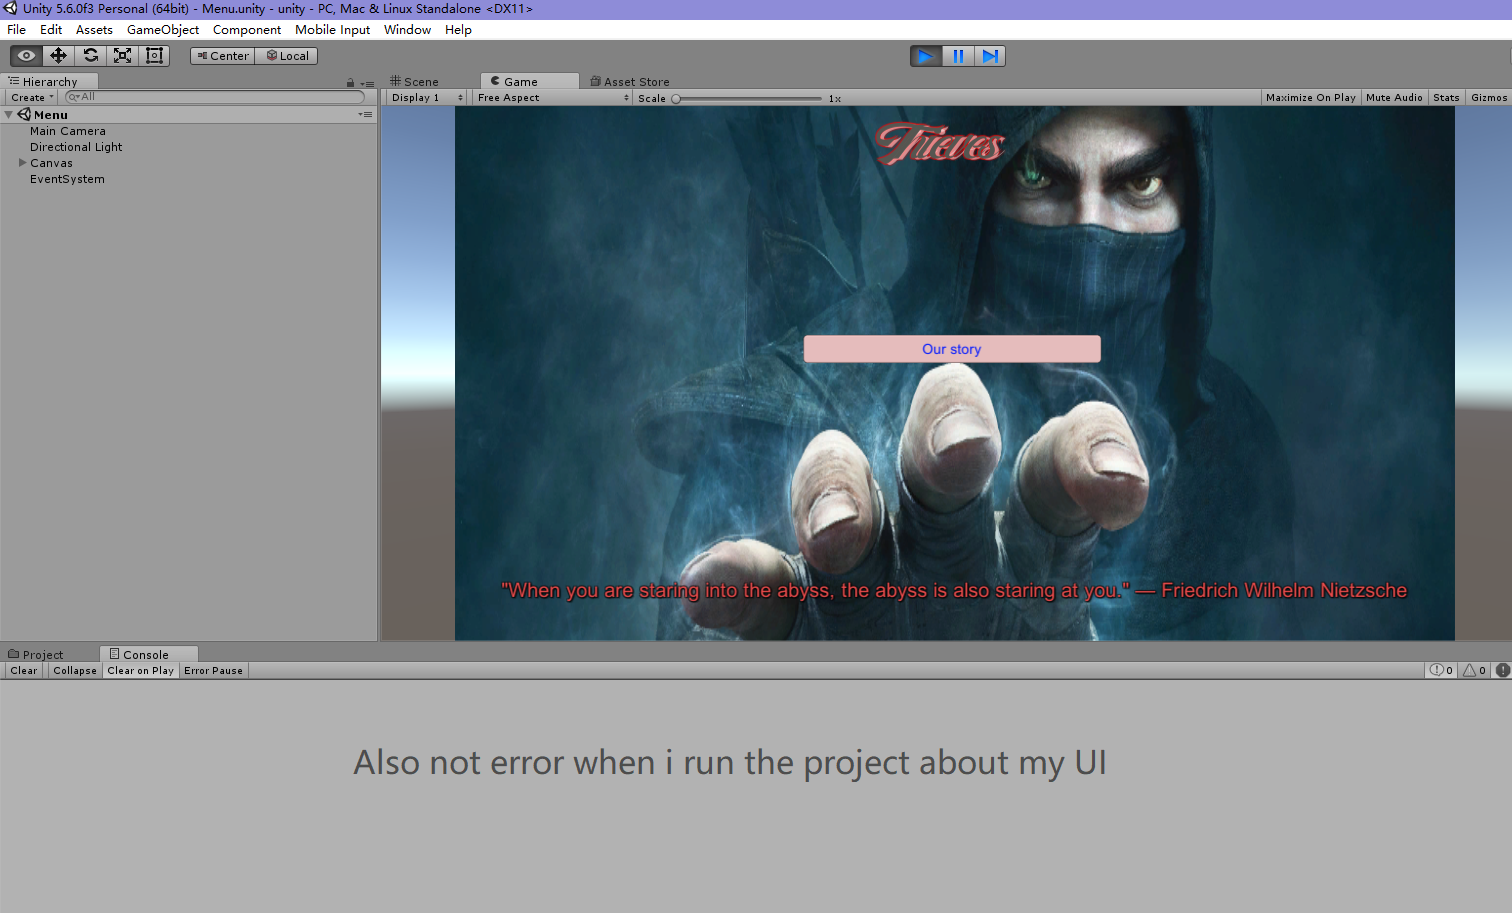 Unity 5.6.0f3 Personal (64bit) - Menu.unity - unity - PC, Mac & Linux Standalone <DX11>
File Edit Assets GameObject Component Mobile Input Window Help
Center Local
Hierarchy
Create All
Menu
Main Camera
Directional Light
Canvas
EventSystem
Scene Game Asset Store
Display 1 Free Aspect Scale 1x Maximize On Play Mute Audio Stats Gizmos
Thieves
Our story
"When you are staring into the abyss, the abyss is also staring at you." — Friedrich Wilhelm Nietzsche
Project Console
Clear Collapse Clear on Play Error Pause 0 0
Also not error when i run the project about my UI